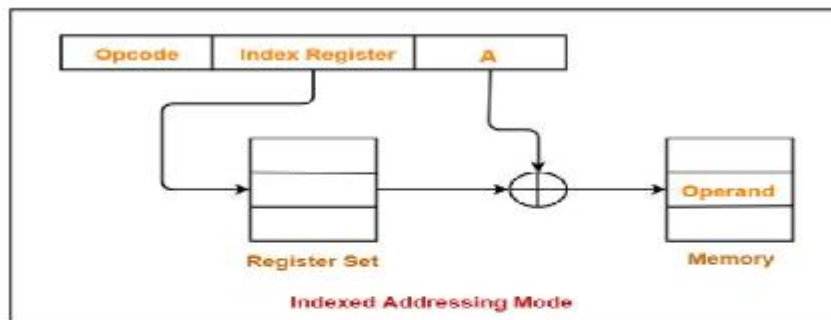 Opcode Index Register A
Operand
Register Set Memory
Indexed Addressing Mode